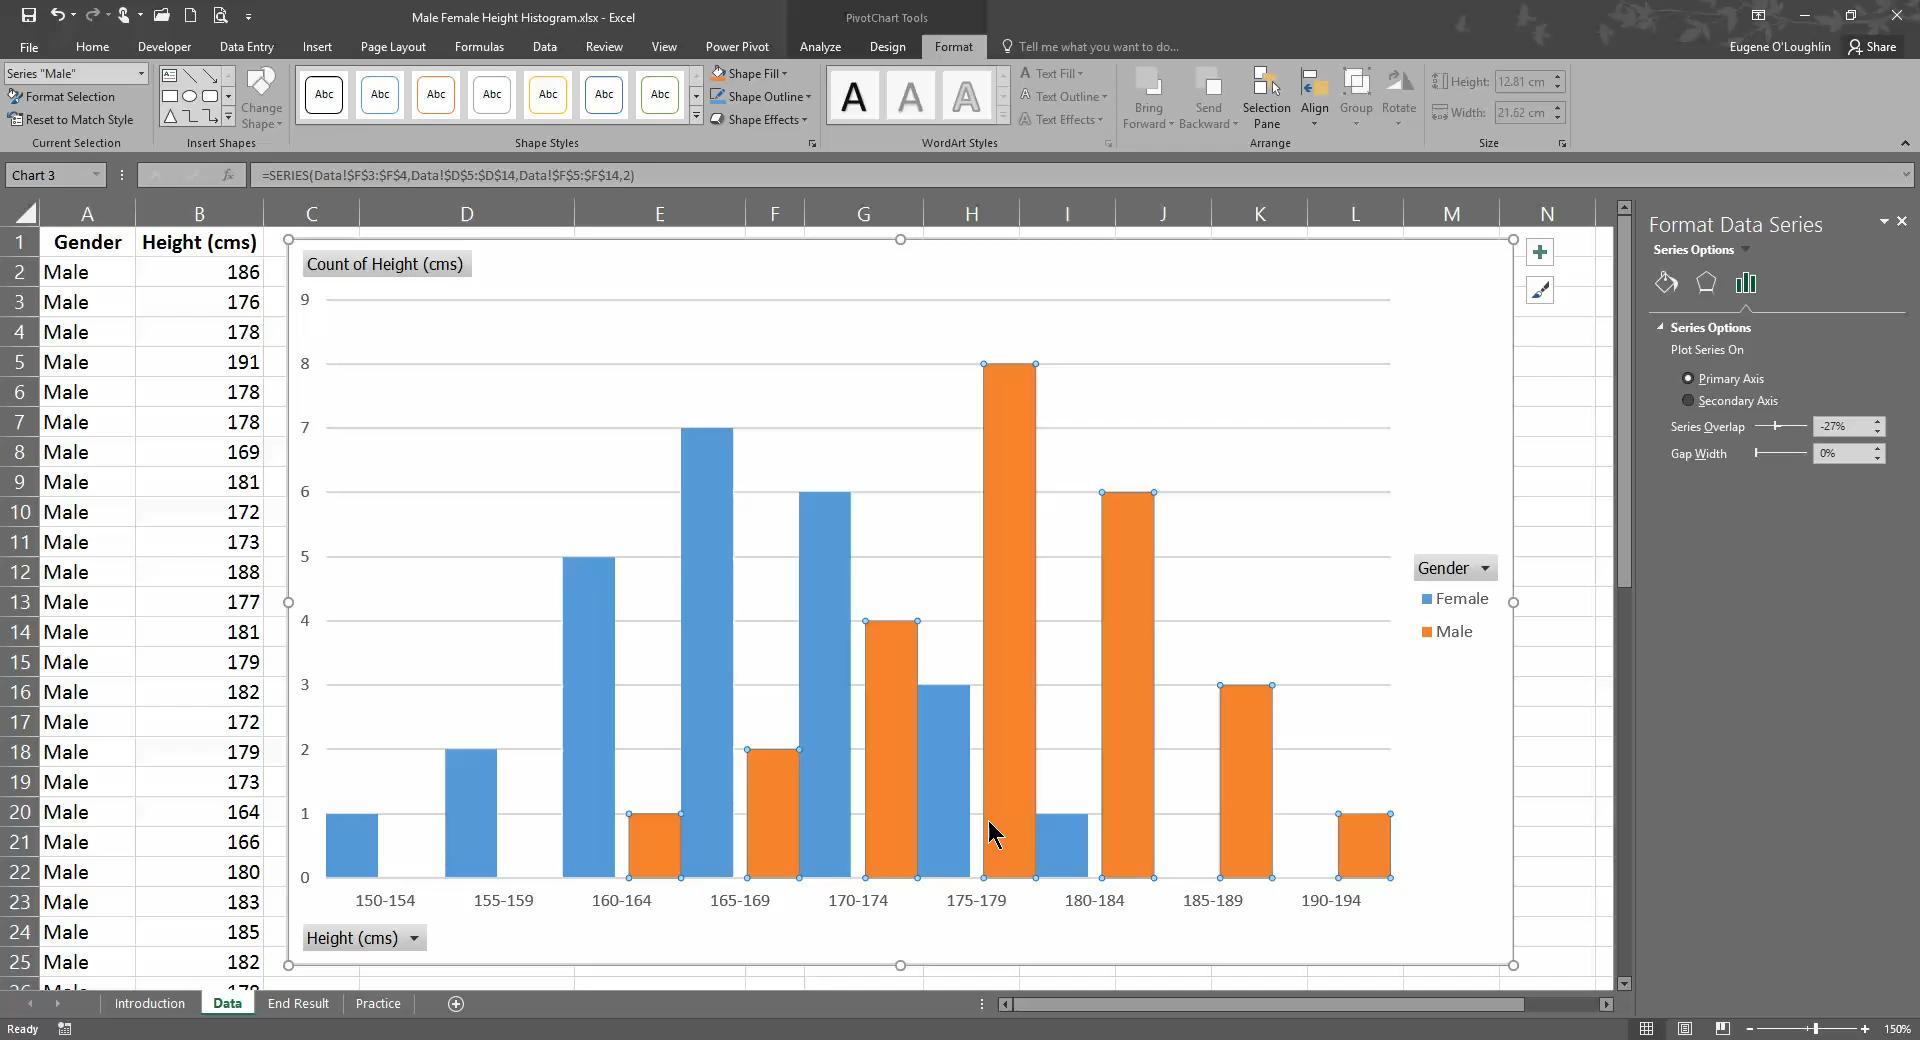 Male Female Height Histogram.xlsx - Excel
PivotChart Tools
File
Home
Developer
Data Entry
Insert
Page Layout
Formulas
Data
Review
View
Power Pivot
Analyze
Design
Format
Tell me what you want to do...
Eugene O'Loughlin
Share
Series "Male"
Format Selection
Reset to Match Style
Current Selection
Change
Shape
Insert Shapes
Abc
Abc
Abc
Abc
Abc
Abc
Abc
Shape Fill
Shape Outline
Shape Effects
Shape Styles
A
A
A
Text Fill
Text Outline
Text Effects
WordArt Styles
Bring
Forward
Send
Backward
Selection
Pane
Align
Group
Rotate
Arrange
Height: 12.81 cm
Width: 21.62 cm
Size
Chart 3
fx
=SERIES(Data!$F$3:$F$4,Data!$D$5:$D$14,Data!$F$5:$F$14,2)
A B C D E F G H I J K L M N
1 Gender Height (cms)
2 Male 186
3 Male 176
4 Male 178
5 Male 191
6 Male 178
7 Male 178
8 Male 169
9 Male 181
10 Male 172
11 Male 173
12 Male 188
13 Male 177
14 Male 181
15 Male 179
16 Male 182
17 Male 172
18 Male 179
19 Male 173
20 Male 164
21 Male 166
22 Male 180
23 Male 183
24 Male 185
25 Male 182
26 Male 178
Count of Height (cms)
9
8
7
6
5
4
3
2
1
0
150-154 155-159 160-164 165-169 170-174 175-179 180-184 185-189 190-194
Height (cms)
Gender
Female
Male
Format Data Series
Series Options
Series Options
Plot Series On
Primary Axis
Secondary Axis
Series Overlap -27%
Gap Width 0%
Introduction
Data
End Result
Practice
Ready
150%